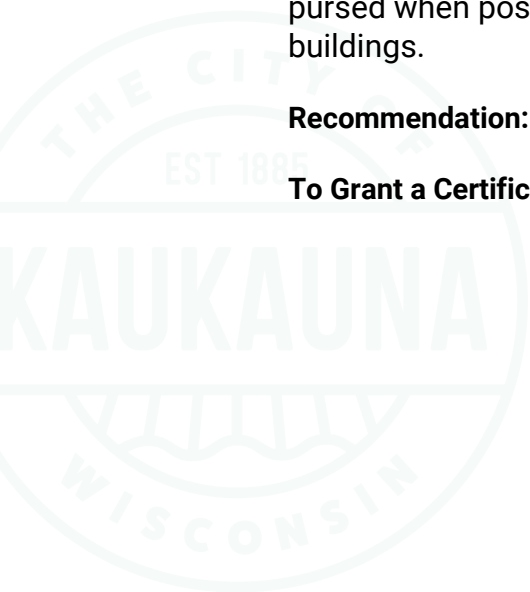 pursed when pos
buildings.
Recommendation:
To Grant a Certific
THE CITY OF
EST 1885
KAUKAUNA
WISCONSIN